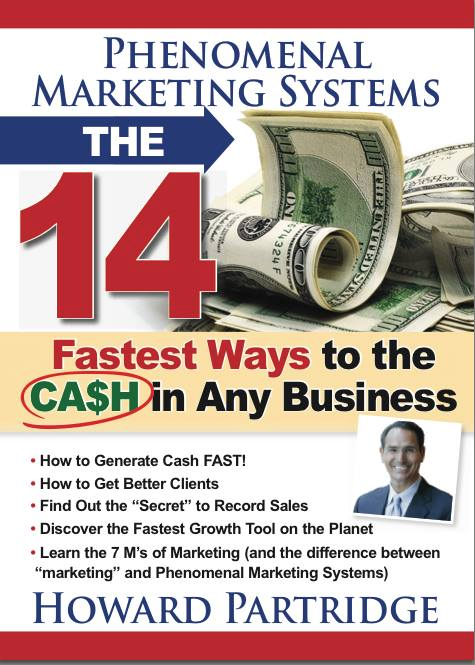 PHENOMENAL
MARKETING SYSTEMS
THE
14
Fastest Ways to the
CA$H in Any Business
• How to Generate Cash FAST!
• How to Get Better Clients
• Find Out the “Secret” to Record Sales
• Discover the Fastest Growth Tool on the Planet
• Learn the 7 M’s of Marketing (and the difference between
“marketing” and Phenomenal Marketing Systems)
HOWARD PARTRIDGE